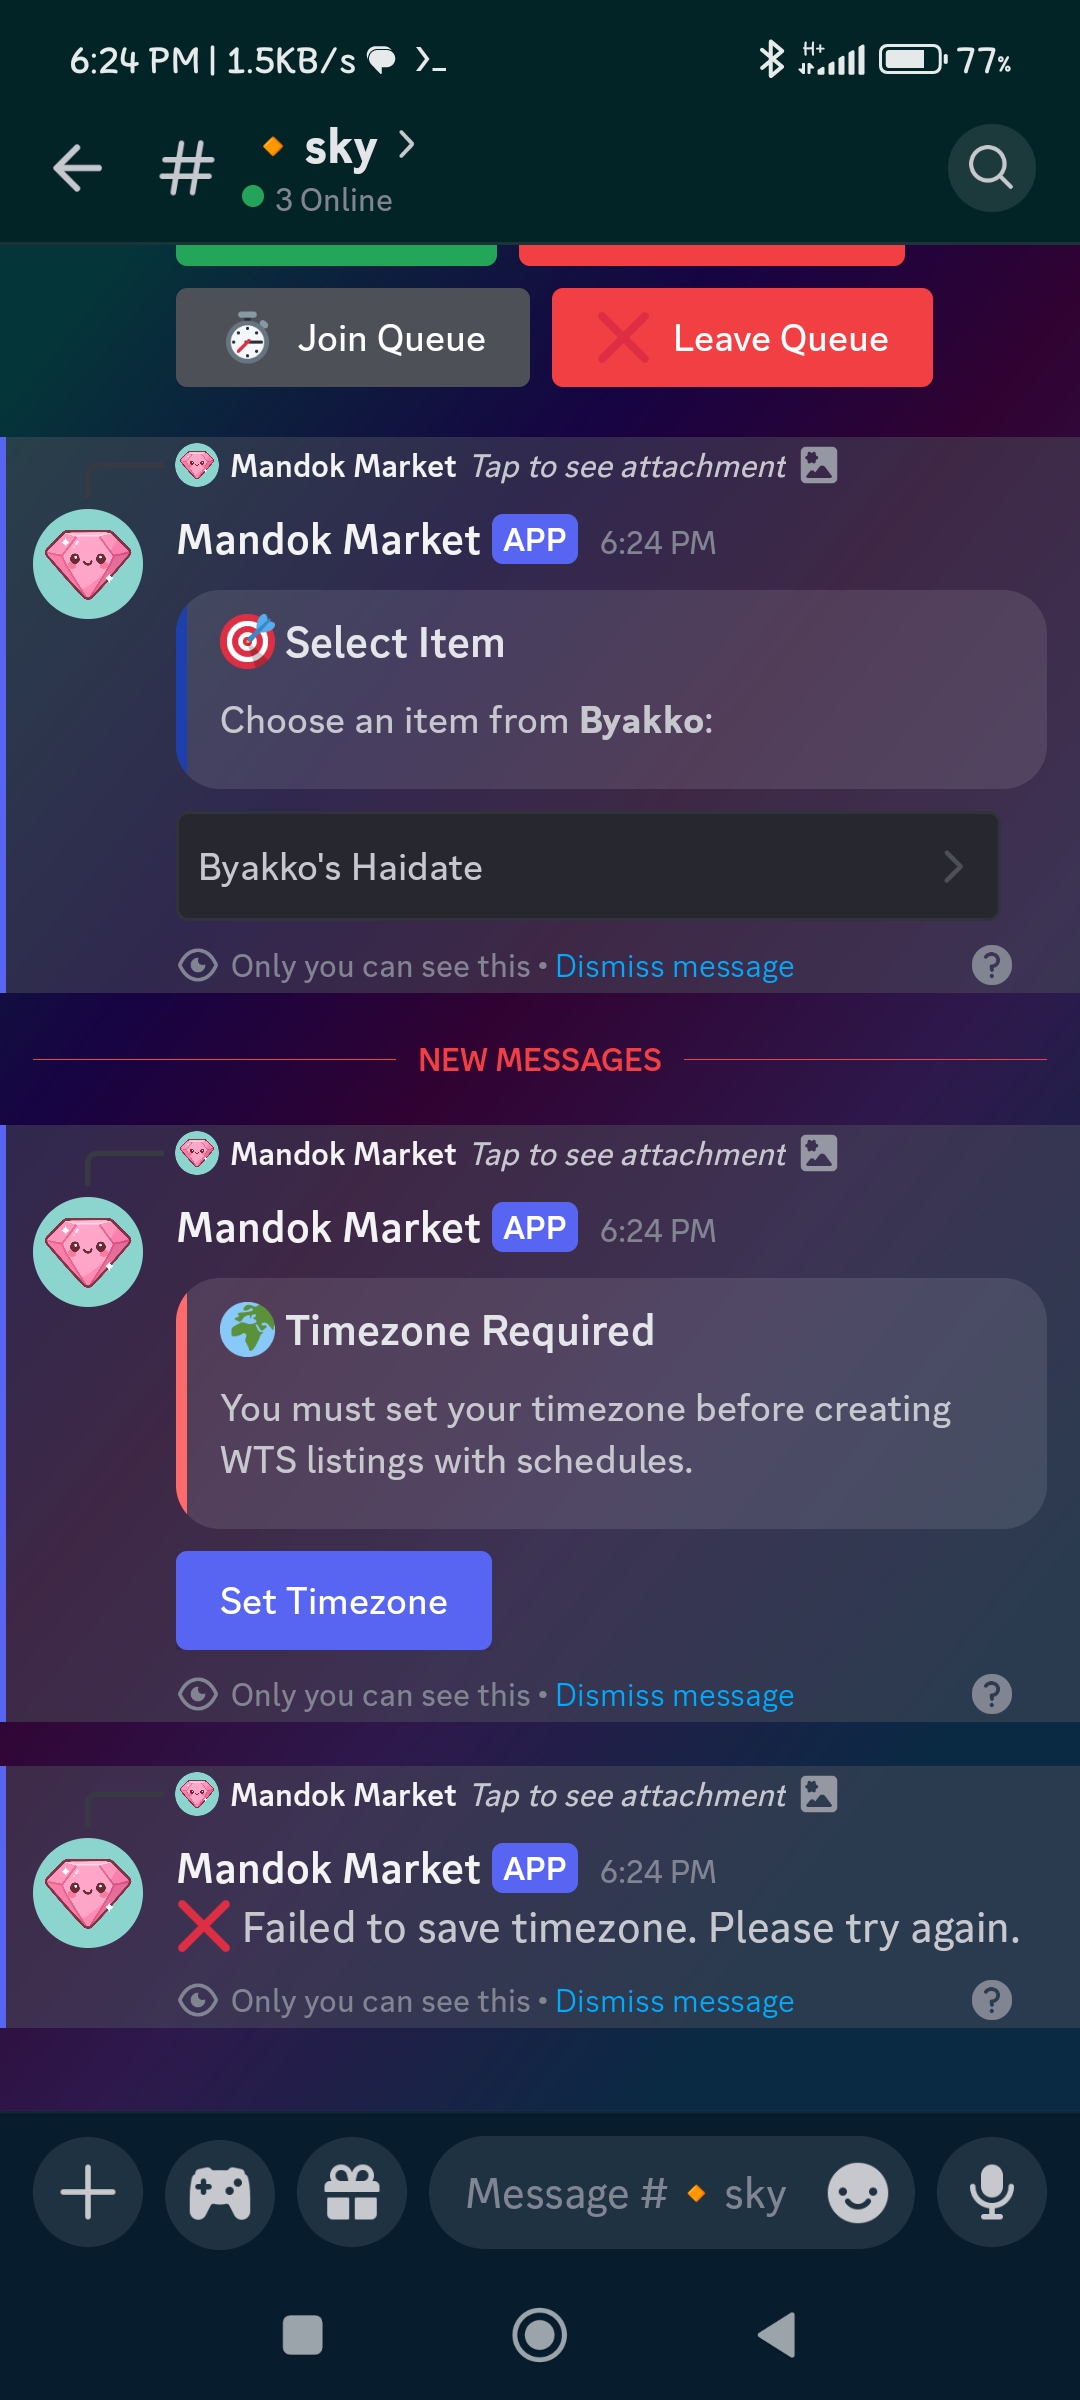 6:24 PM | 1.5KB/s
H+
77%
# 🔸 sky
3 Online
Join Queue
Leave Queue
Mandok Market Tap to see attachment
Mandok Market APP 6:24 PM
🎯 Select Item
Choose an item from Byakko:
Byakko's Haidate
Only you can see this • Dismiss message
NEW MESSAGES
Mandok Market Tap to see attachment
Mandok Market APP 6:24 PM
🌍 Timezone Required
You must set your timezone before creating
WTS listings with schedules.
Set Timezone
Only you can see this • Dismiss message
Mandok Market Tap to see attachment
Mandok Market APP 6:24 PM
❌ Failed to save timezone. Please try again.
Only you can see this • Dismiss message
Message # 🔸 sky